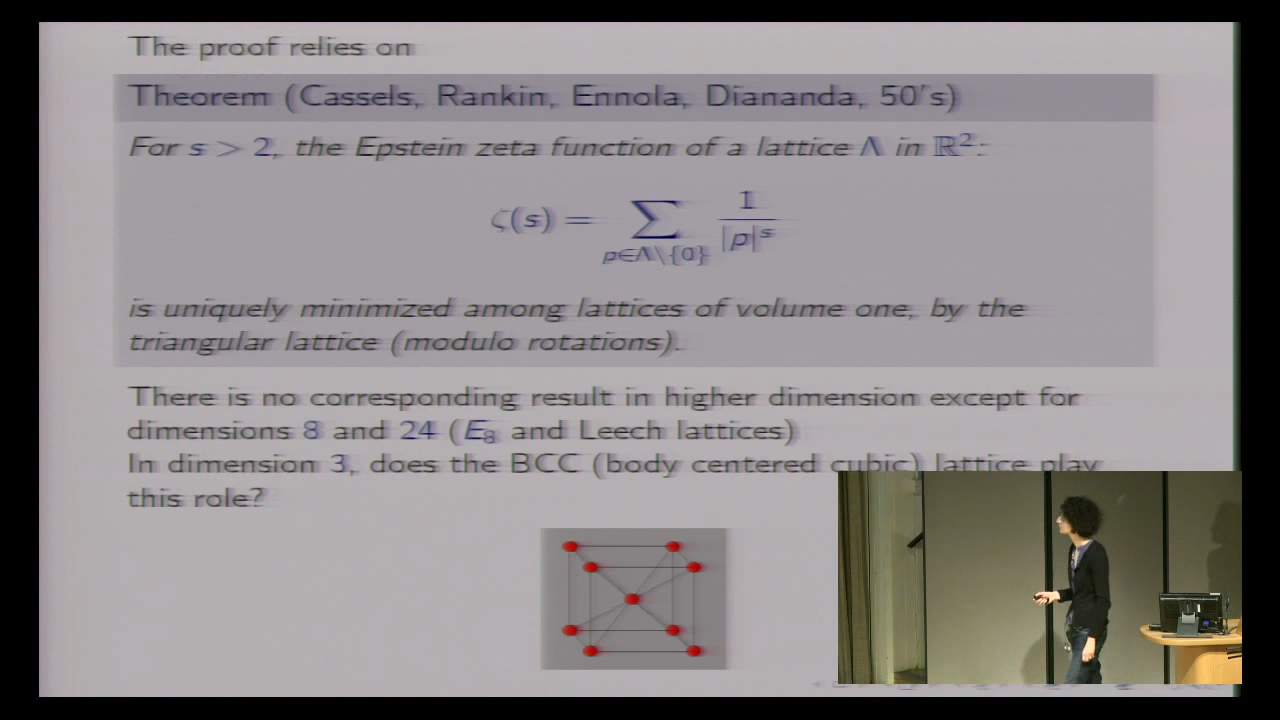 The proof relies on
Theorem (Cassels, Rankin, Ennola, Diananda, 50's)
For s > 2, the Epstein zeta function of a lattice Λ in ℝ²:
ζ(s) = ∑_{p∈Λ\{0}} 1/|p|^s
is uniquely minimized among lattices of volume one, by the
triangular lattice (modulo rotations).
There is no corresponding result in higher dimension except for
dimensions 8 and 24 (E₈ and Leech lattices)
In dimension 3, does the BCC (body centered cubic) lattice play
this role?